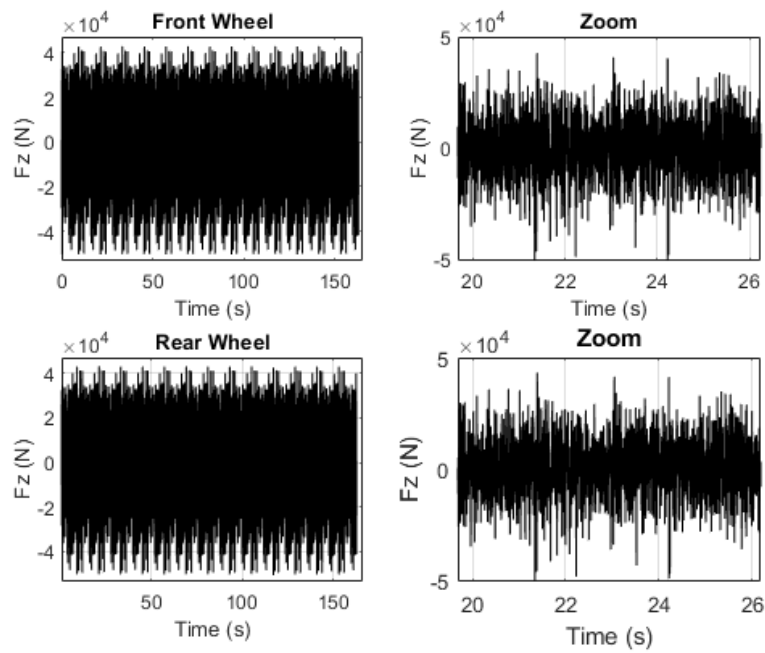 Front Wheel
×10⁴
Fz (N)
4
2
0
-2
-4
0 50 100 150
Time (s)
Zoom
×10⁴
Fz (N)
5
0
-5
20 22 24 26
Time (s)
Rear Wheel
×10⁴
Fz (N)
4
2
0
-2
-4
50 100 150
Time (s)
Zoom
×10⁴
Fz (N)
5
0
-5
20 22 24 26
Time (s)